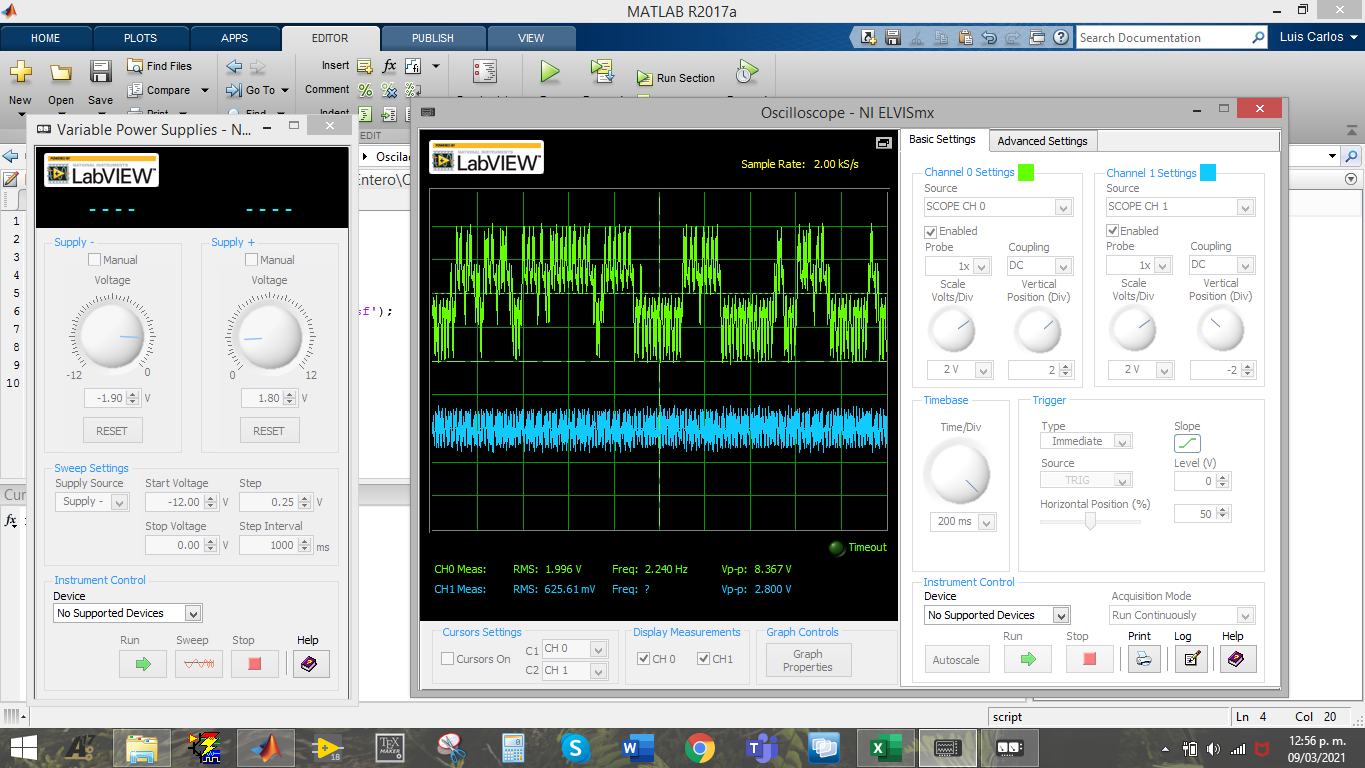 MATLAB R2017a
HOME PLOTS APPS EDITOR PUBLISH VIEW
Search Documentation
Luis Carlos
New Open Save
Find Files
Compare
Print
Go To
Find
Insert
Comment
Indent
EDIT
Run Section
Variable Power Supplies - N...
POWERED BY
NATIONAL INSTRUMENTS
LabVIEW™
- - - - - - - -
Supply - Supply +
Manual Manual
Voltage Voltage
-12 0 0 12
-1.90 V 1.80 V
RESET RESET
Sweep Settings
Supply Source Start Voltage Step
Supply - -12.00 V 0.25 V
Stop Voltage Step Interval
0.00 V 1000 ms
Instrument Control
Device
No Supported Devices
Run Sweep Stop Help
1
2
3
4
5
6
7
8
9
10
Cur
fx
Oscila
Entero\O
sf');
Oscilloscope - NI ELVISmx
POWERED BY
NATIONAL INSTRUMENTS
LabVIEW™
Sample Rate: 2.00 kS/s
Timeout
CH0 Meas: RMS: 1.996 V Freq: 2.240 Hz Vp-p: 8.367 V
CH1 Meas: RMS: 625.61 mV Freq: ? Vp-p: 2.800 V
Cursors Settings
Cursors On
C1 CH 0
C2 CH 1
Display Measurements
CH 0 CH1
Graph Controls
Graph
Properties
Basic Settings Advanced Settings
Channel 0 Settings Channel 1 Settings
Source Source
SCOPE CH 0 SCOPE CH 1
Enabled Enabled
Probe Coupling Probe Coupling
1x DC 1x DC
Scale Vertical Scale Vertical
Volts/Div Position (Div) Volts/Div Position (Div)
2 V 2 2 V -2
Timebase
Time/Div
200 ms
Trigger
Type Slope
Immediate
Source Level (V)
TRIG 0
Horizontal Position (%)
50
Instrument Control
Device Acquisition Mode
No Supported Devices Run Continuously
Run Stop Print Log Help
Autoscale
script Ln 4 Col 20
12:56 p. m.
09/03/2021